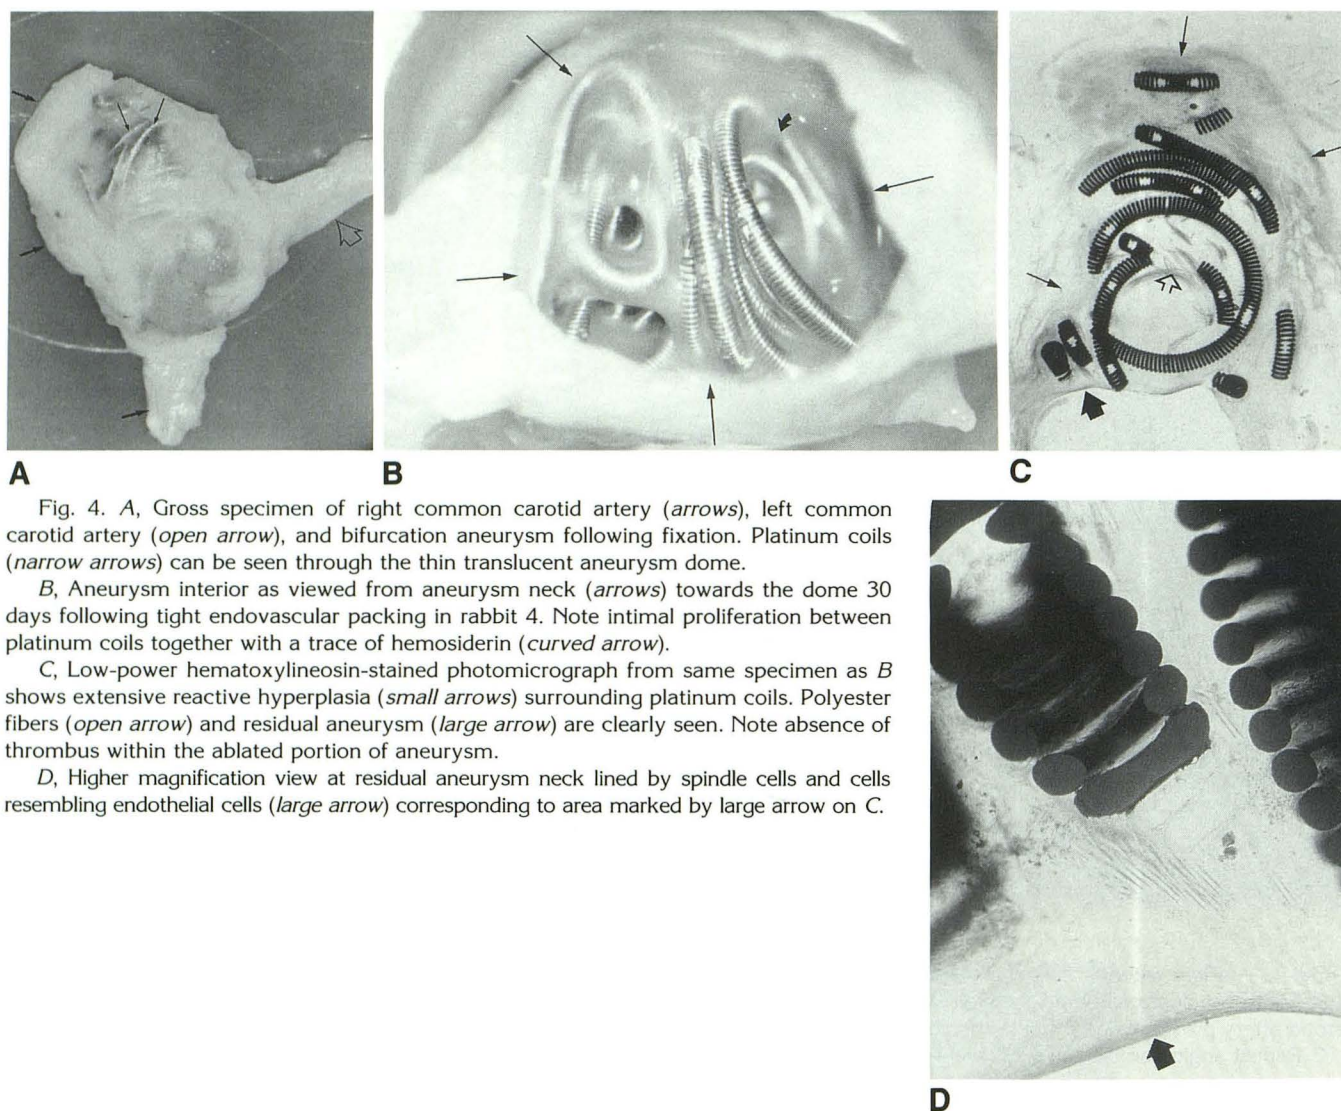 A
B
C
Fig. 4. A, Gross specimen of right common carotid artery (arrows), left common
carotid artery (open arrow), and bifurcation aneurysm following fixation. Platinum coils
(narrow arrows) can be seen through the thin translucent aneurysm dome.
B, Aneurysm interior as viewed from aneurysm neck (arrows) towards the dome 30
days following tight endovascular packing in rabbit 4. Note intimal proliferation between
platinum coils together with a trace of hemosiderin (curved arrow).
C, Low-power hematoxylineosin-stained photomicrograph from same specimen as B
shows extensive reactive hyperplasia (small arrows) surrounding platinum coils. Polyester
fibers (open arrow) and residual aneurysm (large arrow) are clearly seen. Note absence of
thrombus within the ablated portion of aneurysm.
D, Higher magnification view at residual aneurysm neck lined by spindle cells and cells
resembling endothelial cells (large arrow) corresponding to area marked by large arrow on C.
D